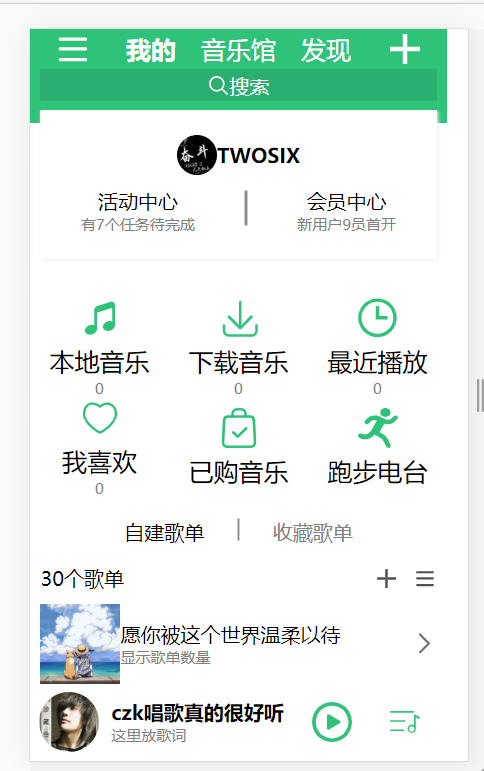 我的 音乐馆 发现
搜索
奋斗
TWOSIX
活动中心 会员中心
有7个任务待完成 新用户9员首开
本地音乐 下载音乐 最近播放
0 0 0
我喜欢 已购音乐 跑步电台
0
自建歌单 收藏歌单
30个歌单
愿你被这个世界温柔以待
显示歌单数量
czk唱歌真的很好听
这里放歌词